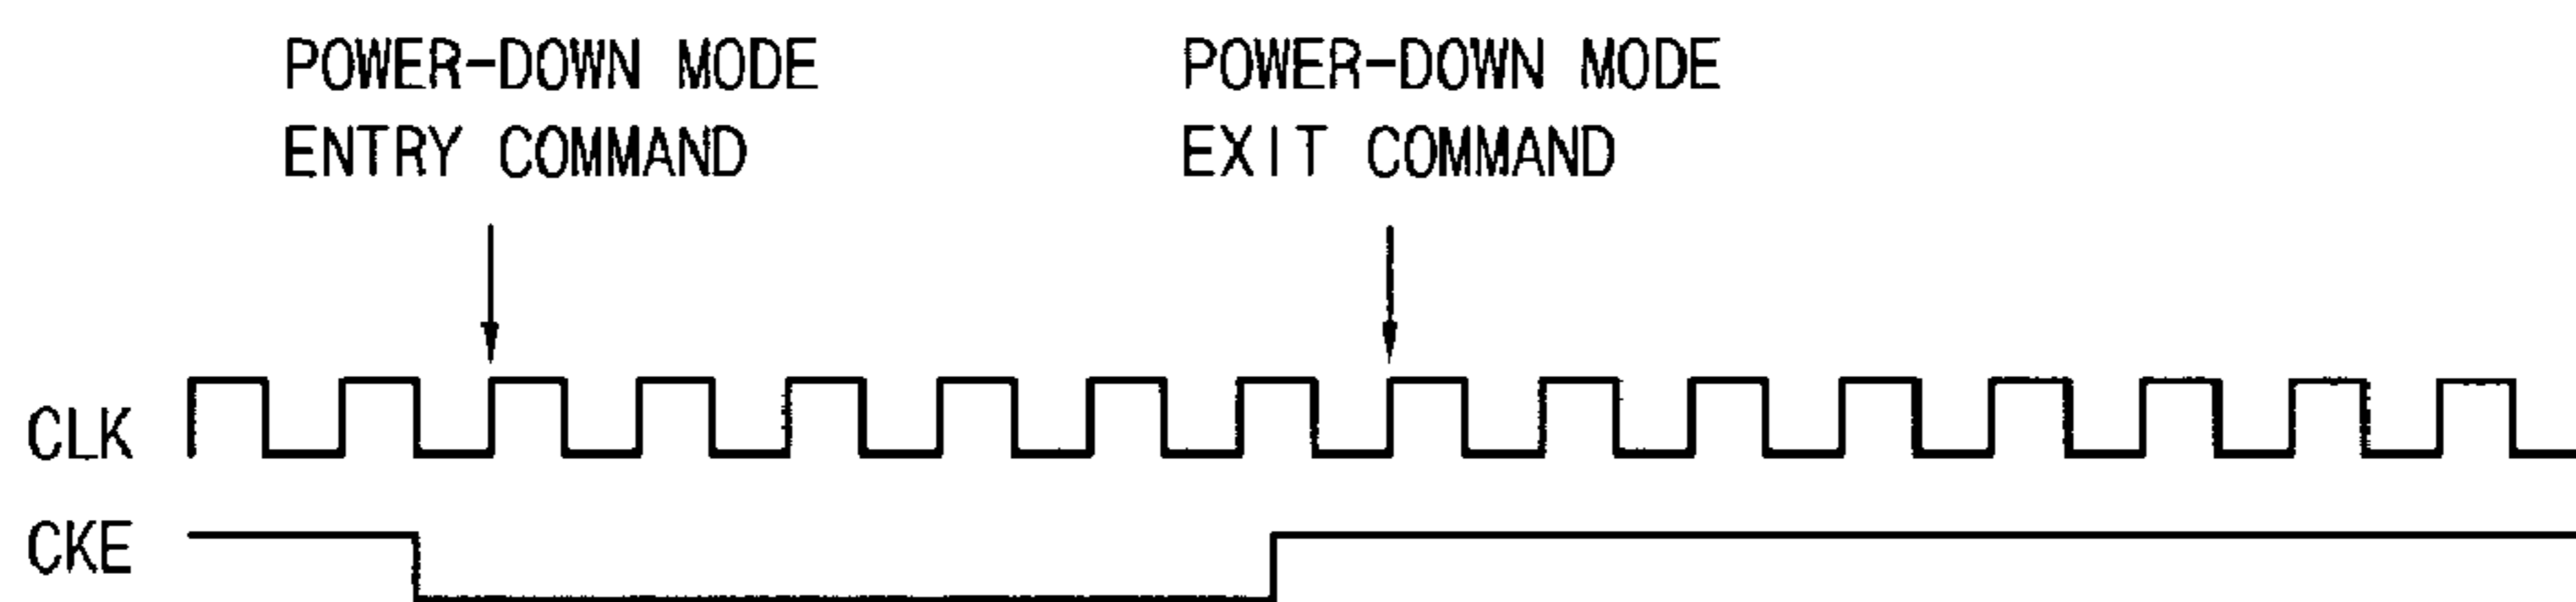 POWER-DOWN MODE
ENTRY COMMAND
POWER-DOWN MODE
EXIT COMMAND
CLK
CKE